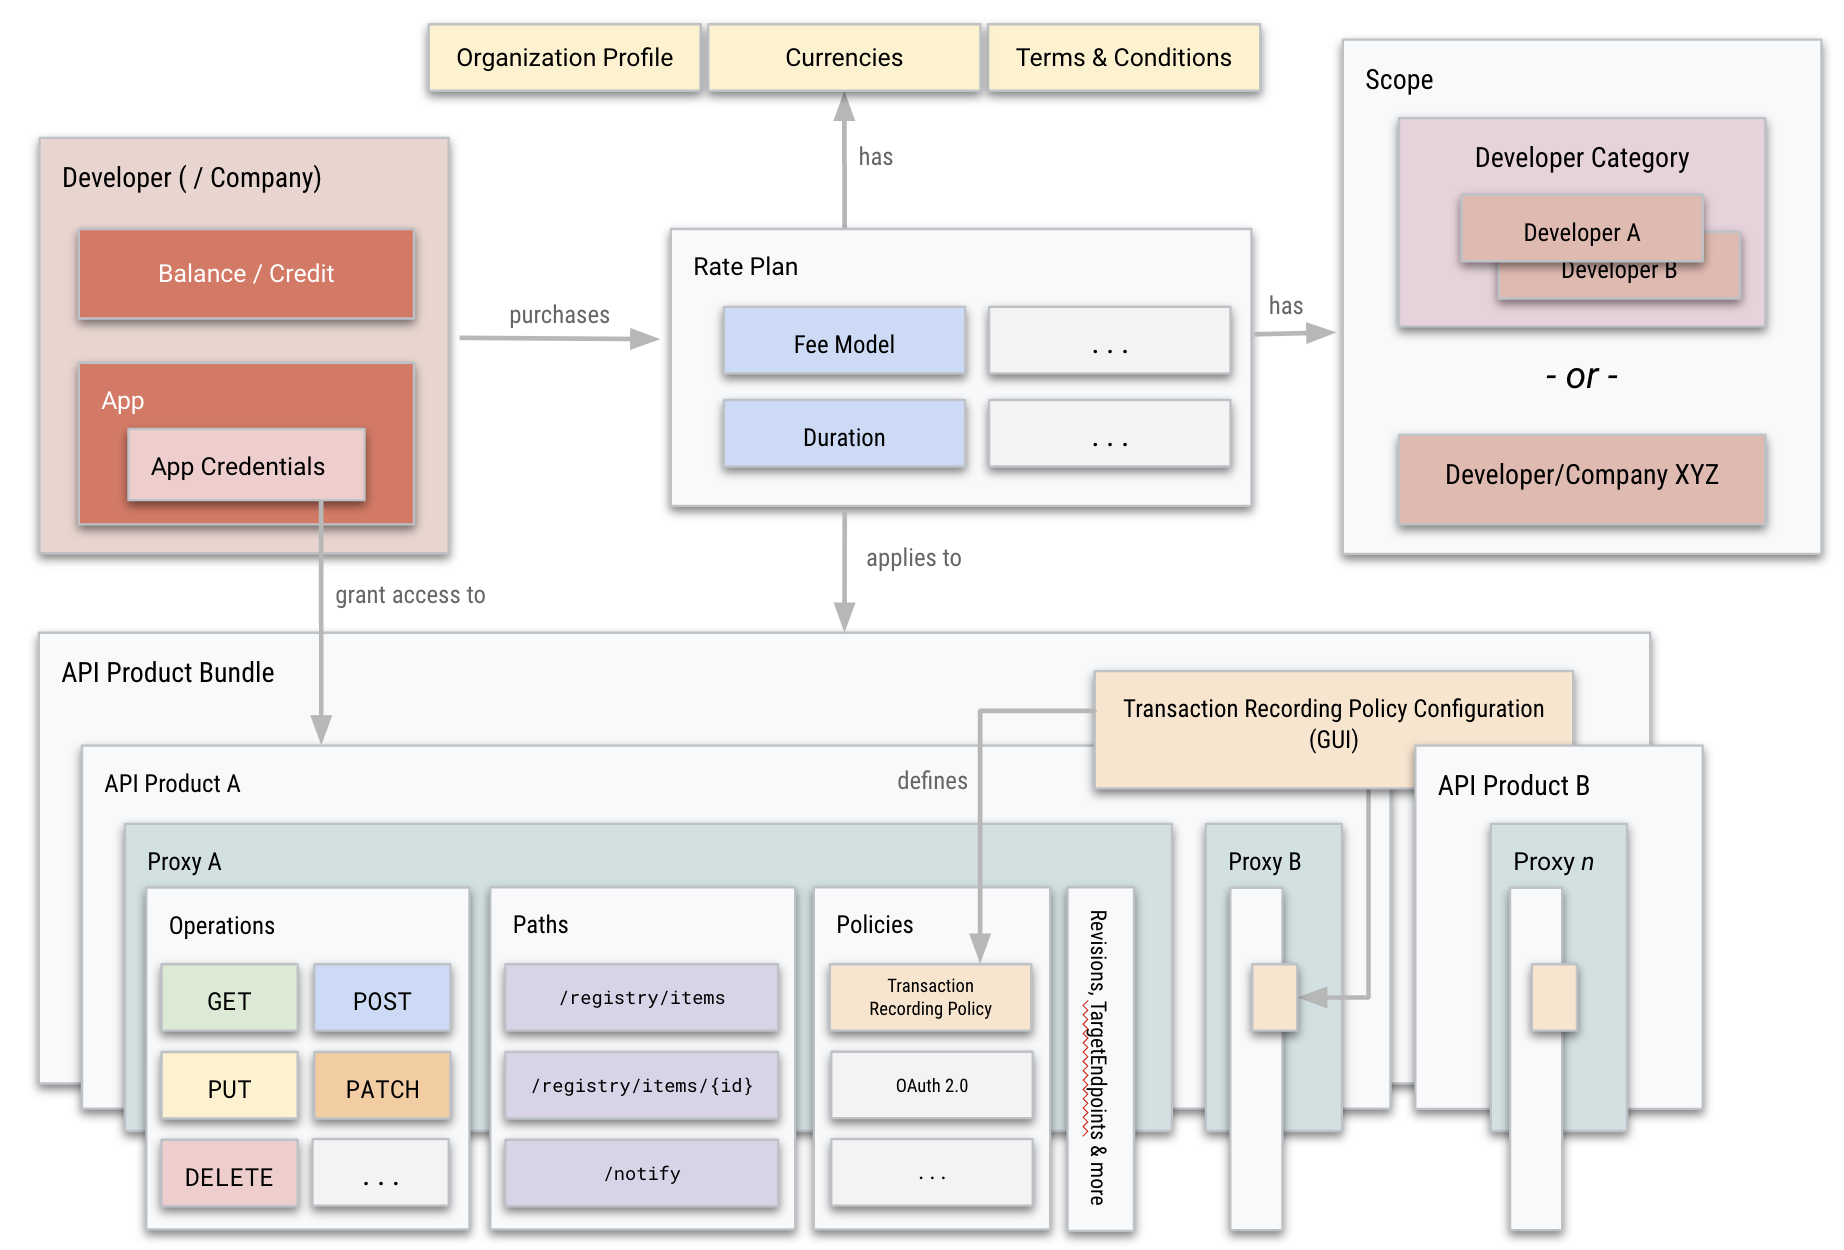 Organization Profile
Currencies
Terms & Conditions
has
Scope
Developer Category
Developer A
Developer B
- or -
Developer/Company XYZ
Developer ( / Company)
Balance / Credit
App
App Credentials
purchases
Rate Plan
Fee Model
. . .
Duration
. . .
has
grant access to
applies to
API Product Bundle
Transaction Recording Policy Configuration
(GUI)
defines
API Product A
API Product B
Proxy A
Proxy B
Proxy n
Operations
GET
POST
PUT
PATCH
DELETE
...
Paths
/registry/items
/registry/items/{id}
/notify
Policies
Transaction
Recording Policy
OAuth 2.0
...
Revisions, TargetEndpoints & more